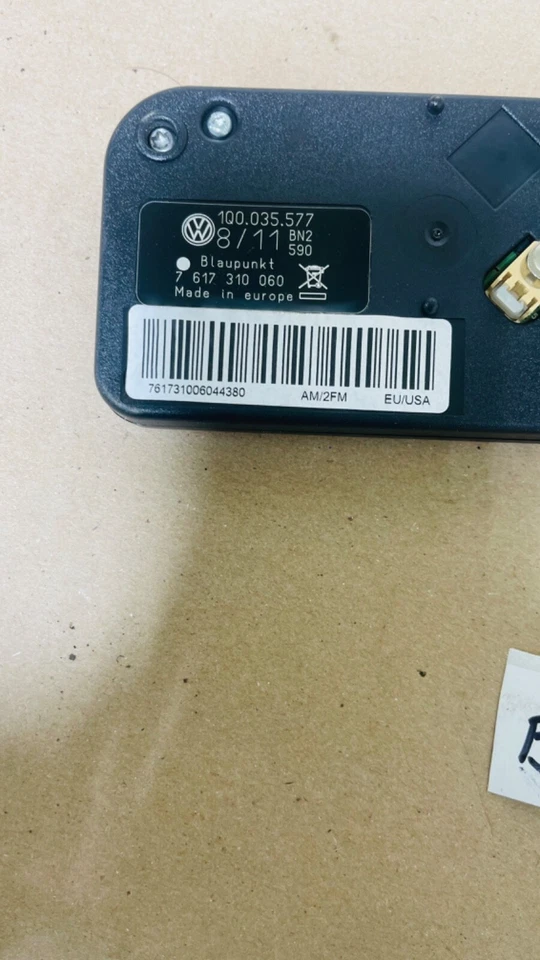 1Q0.035.577
8/11 BN2
590
Blaupunkt
7 617 310 060
Made in europe
761731006044380 AM/2FM EU/USA